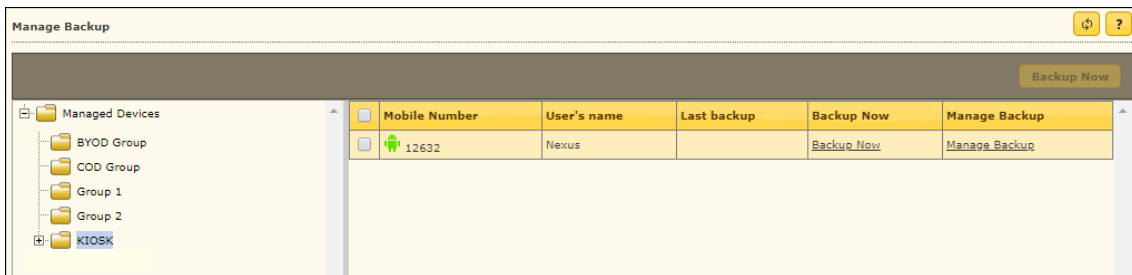 Manage Backup
?
Backup Now
Managed Devices
BYOD Group
COD Group
Group 1
Group 2
KIOSK
Mobile Number User's name Last backup Backup Now Manage Backup
12632 Nexus Backup Now Manage Backup